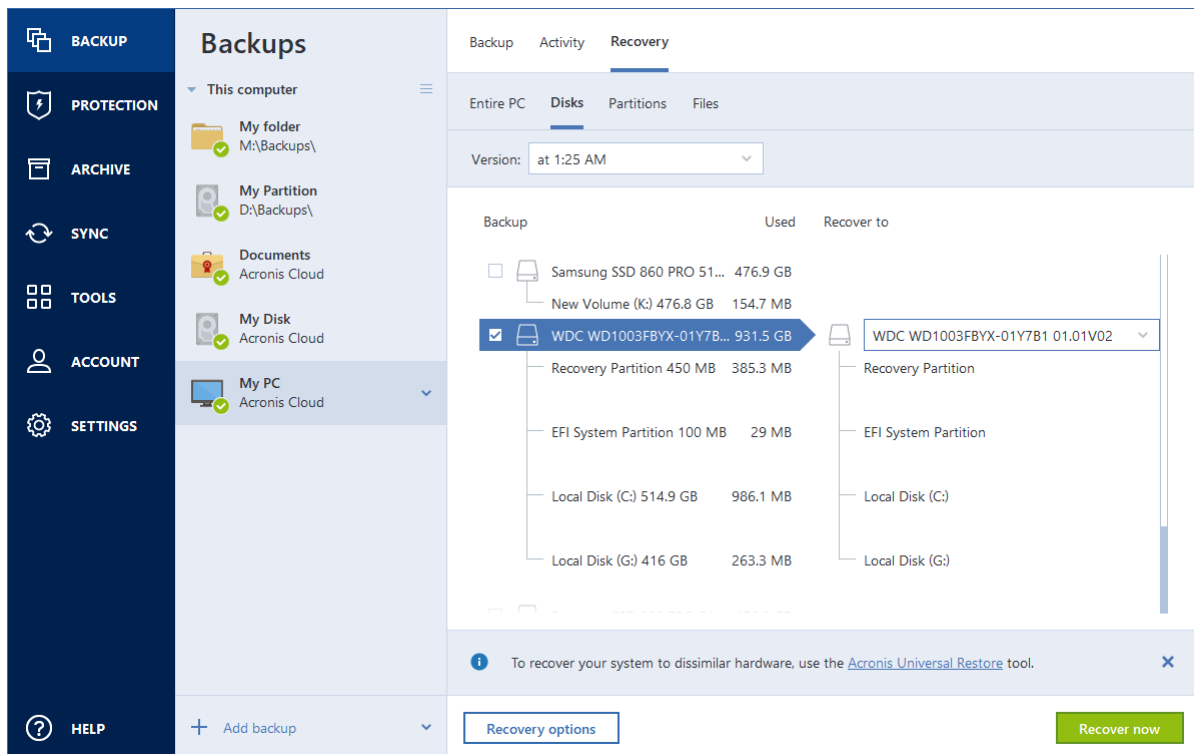 BACKUP
PROTECTION
ARCHIVE
SYNC
TOOLS
ACCOUNT
SETTINGS
HELP
Backups
This computer
My folder
M:\Backups\
My Partition
D:\Backups\
Documents
Acronis Cloud
My Disk
Acronis Cloud
My PC
Acronis Cloud
Add backup
Backup Activity Recovery
Entire PC Disks Partitions Files
Version: at 1:25 AM
Backup Used Recover to
Samsung SSD 860 PRO 51... 476.9 GB
New Volume (K:) 476.8 GB 154.7 MB
WDC WD1003FBYX-01Y7B... 931.5 GB WDC WD1003FBYX-01Y7B1 01.01V02
Recovery Partition 450 MB 385.3 MB Recovery Partition
EFI System Partition 100 MB 29 MB EFI System Partition
Local Disk (C:) 514.9 GB 986.1 MB Local Disk (C:)
Local Disk (G:) 416 GB 263.3 MB Local Disk (G:)
To recover your system to dissimilar hardware, use the Acronis Universal Restore tool.
Recovery options Recover now